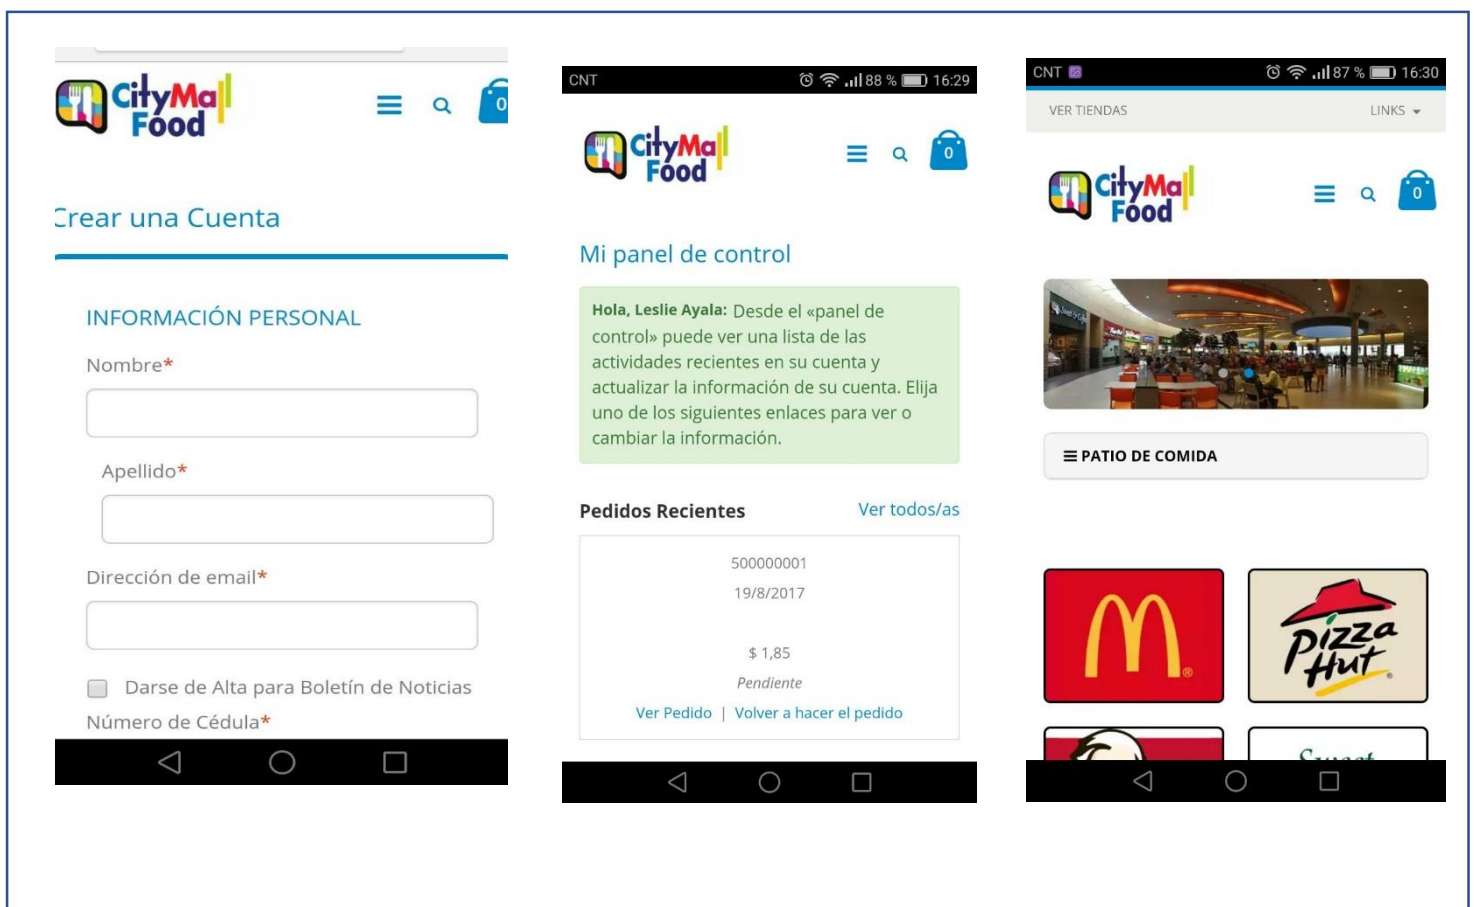 CityMall
Food
0
Crear una Cuenta
INFORMACIÓN PERSONAL
Nombre*
Apellido*
Dirección de email*
Darse de Alta para Boletín de Noticias
Número de Cédula*
CNT 88 % 16:29
CityMall
Food
0
Mi panel de control
Hola, Leslie Ayala: Desde el «panel de
control» puede ver una lista de las
actividades recientes en su cuenta y
actualizar la información de su cuenta. Elija
uno de los siguientes enlaces para ver o
cambiar la información.
Pedidos Recientes Ver todos/as
500000001
19/8/2017
$ 1,85
Pendiente
Ver Pedido | Volver a hacer el pedido
CNT 87 % 16:30
VER TIENDAS LINKS
CityMall
Food
0
PATIO DE COMIDA
M
Pizza
Hut
Sweet